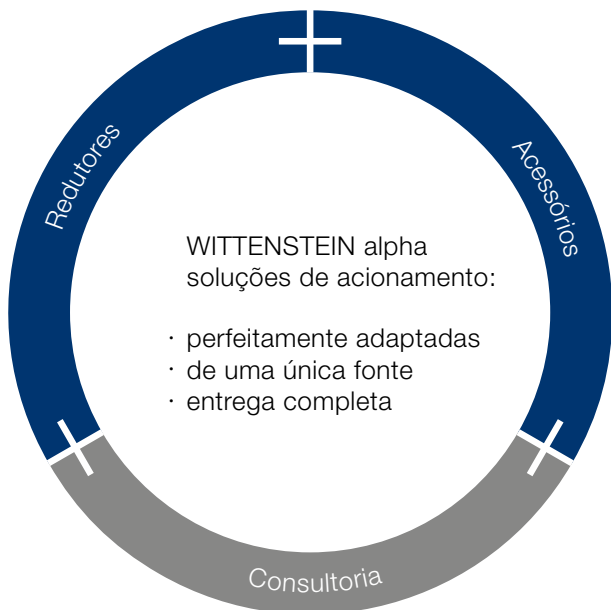 Redutores
Acessórios
WITTENSTEIN alpha
soluções de acionamento:
· perfeitamente adaptadas
· de uma única fonte
· entrega completa
Consultoria